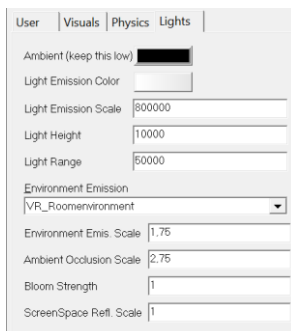 User Visuals Physics Lights
Ambient (keep this low)
Light Emission Color
Light Emission Scale 800000
Light Height 10000
Light Range 50000
Environment Emission
VR_Roomenvironment
Environment Emis. Scale 1,75
Ambient Occlusion Scale 2,75
Bloom Strength 1
ScreenSpace Refl. Scale 1